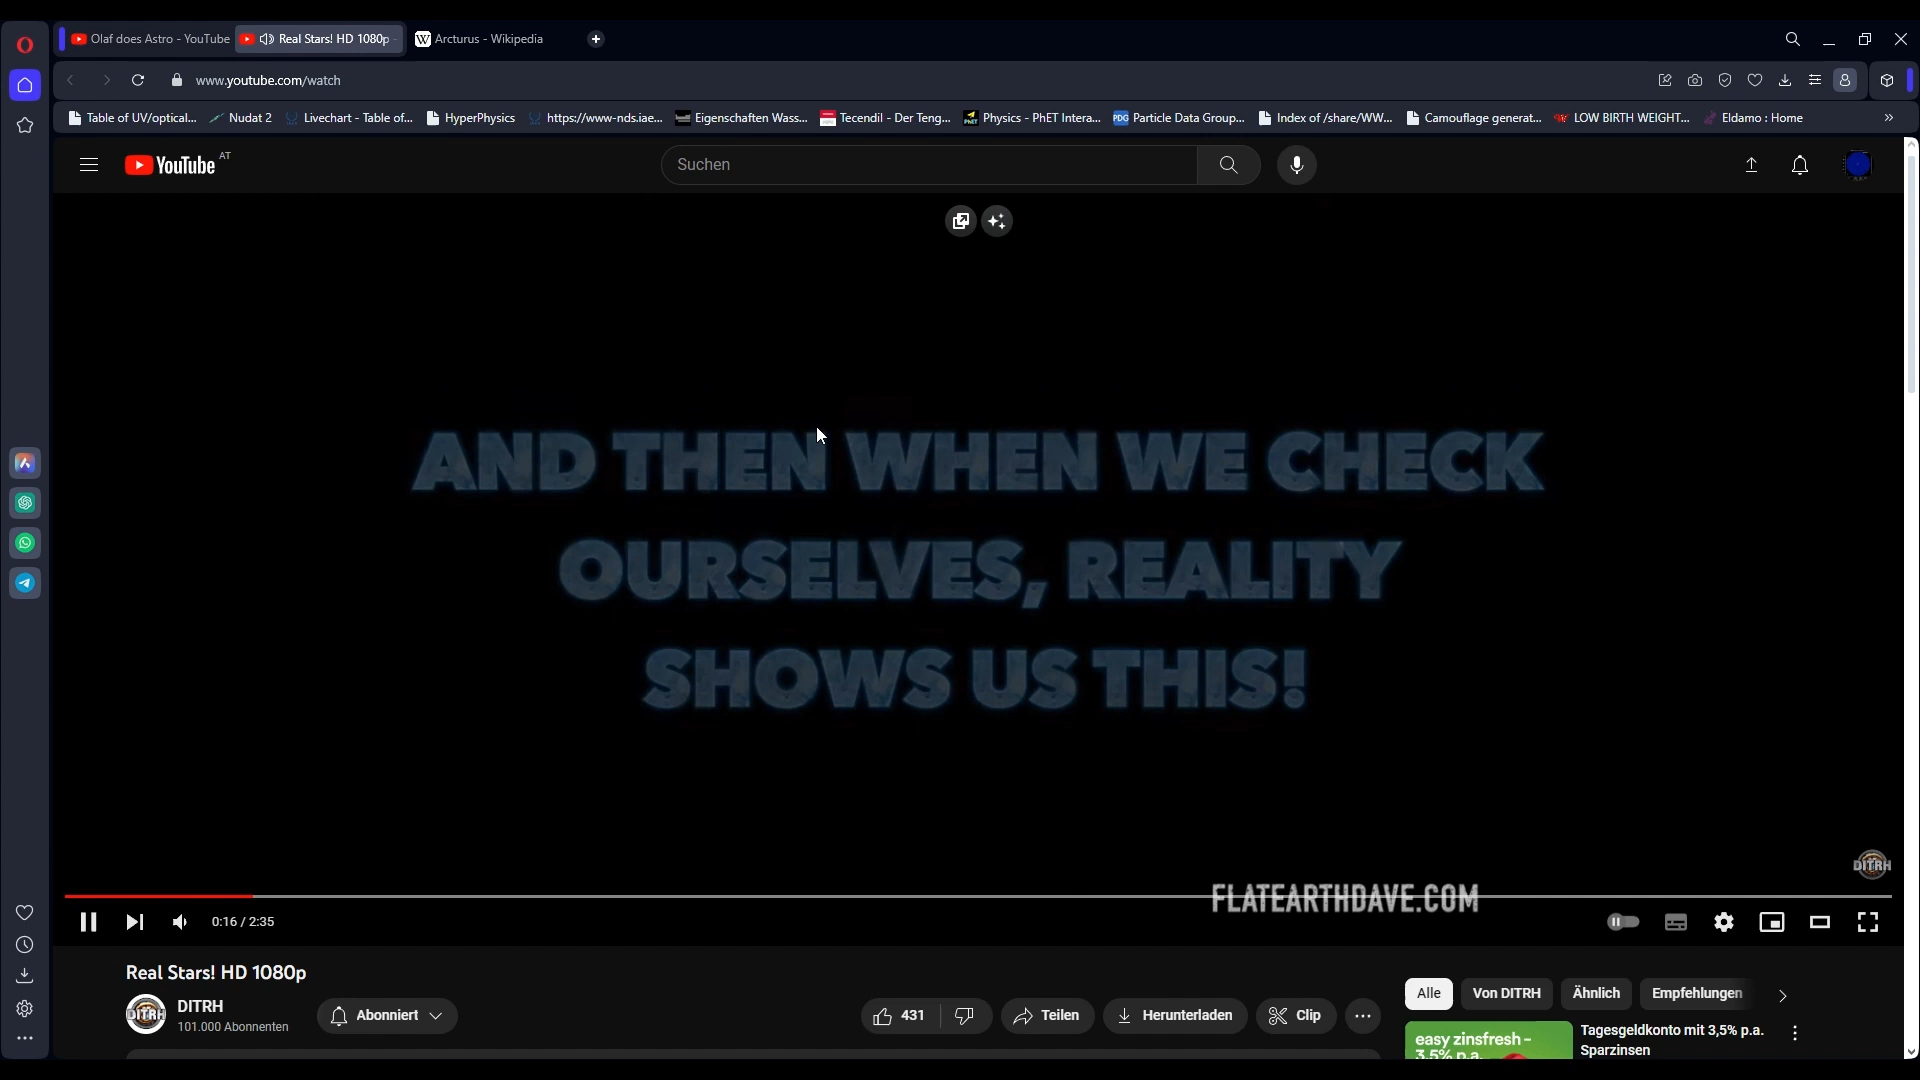 Olaf does Astro - YouTube
Real Stars! HD 1080p -
Arcturus - Wikipedia
www.youtube.com/watch
Table of UV/optical...
Nudat 2
Livechart - Table of...
HyperPhysics
https://www-nds.iae...
Eigenschaften Wass...
Tecendil - Der Teng...
Physics - PhET Intera...
PDG Particle Data Group...
Index of /share/WW...
Camouflage generat...
LOW BIRTH WEIGHT...
Eldamo : Home
YouTube AT
Suchen
AND THEN WHEN WE CHECK
OURSELVES, REALITY
SHOWS US THIS!
DITRH
FLATEARTHDAVE.COM
0:16 / 2:35
Real Stars! HD 1080p
DITRH
DITRH
101.000 Abonnenten
Abonniert
431
Teilen
Herunterladen
Clip
Alle
Von DITRH
Ähnlich
Empfehlungen
easy zinsfresh -
3,5% p.a.
Tagesgeldkonto mit 3,5% p.a.
Sparzinsen